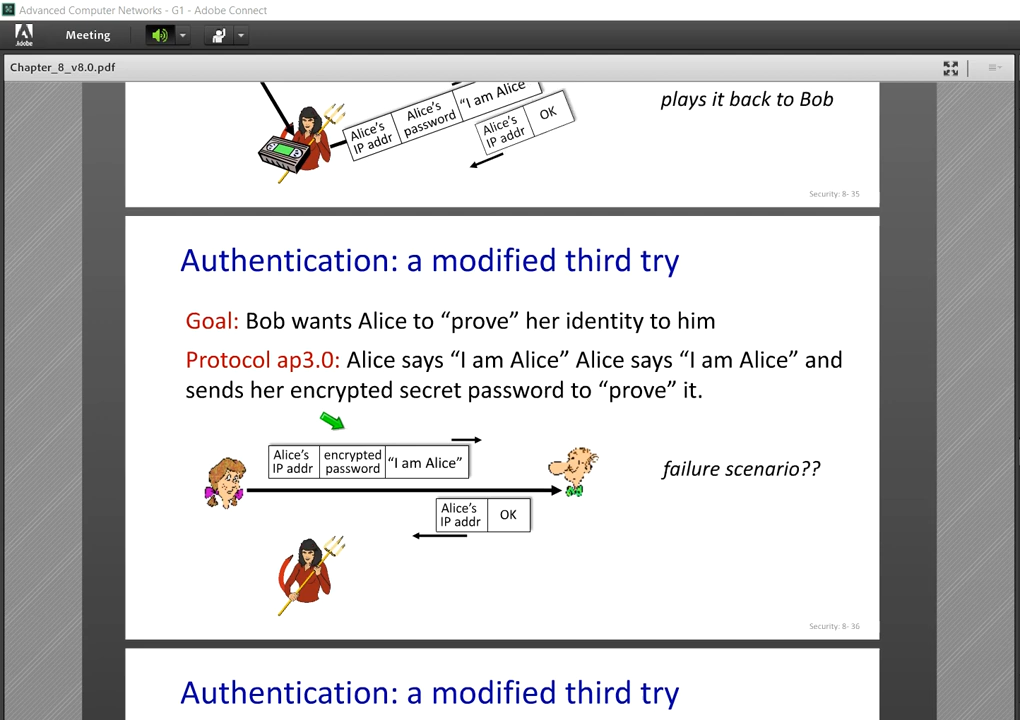 Advanced Computer Networks - G1 - Adobe Connect
Adobe
Meeting
Chapter_8_v8.0.pdf
plays it back to Bob
Alice's IP addr
Alice's password
“I am Alice
Alice's IP addr
OK
Security: 8- 35
Authentication: a modified third try
Goal: Bob wants Alice to “prove” her identity to him
Protocol ap3.0: Alice says “I am Alice” Alice says “I am Alice” and
sends her encrypted secret password to “prove” it.
Alice's
IP addr
encrypted
password
“I am Alice”
failure scenario??
Alice's
IP addr
OK
Security: 8- 36
Authentication: a modified third try